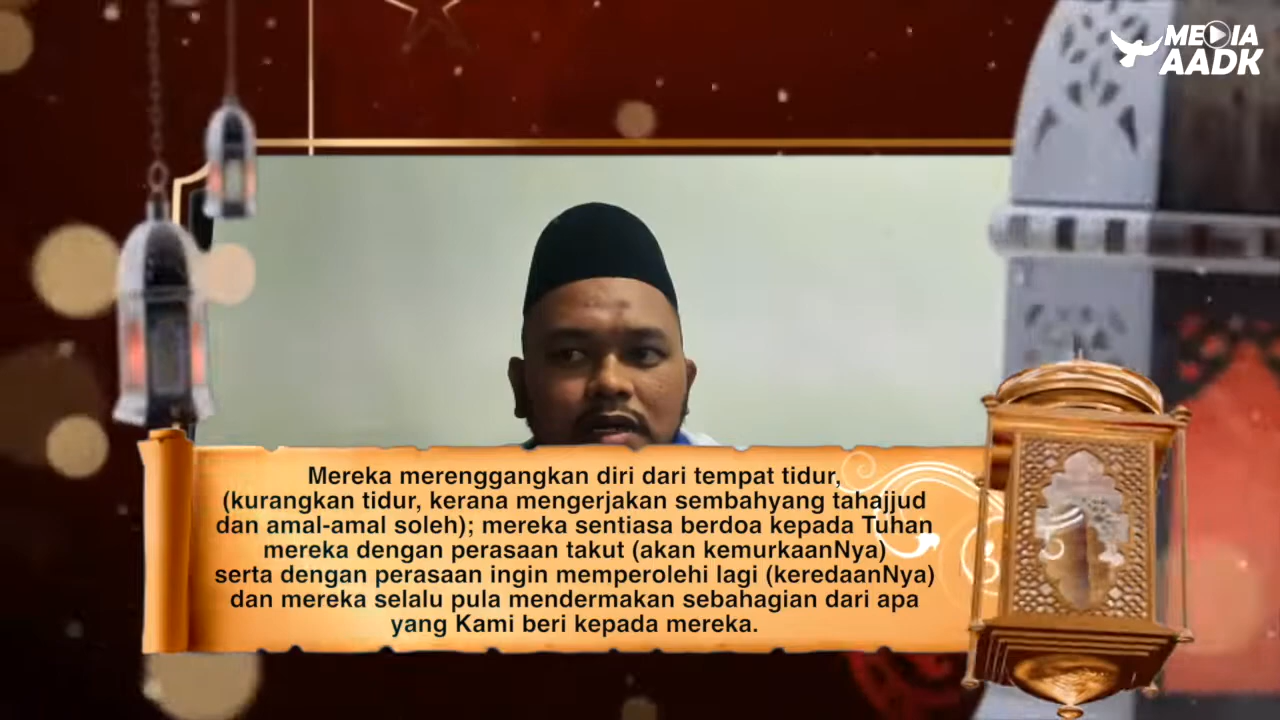 MEDIA
AADK
Mereka merenggangkan diri dari tempat tidur,
(kurangkan tidur, kerana mengerjakan sembahyang tahajjud
dan amal-amal soleh); mereka sentiasa berdoa kepada Tuhan
mereka dengan perasaan takut (akan kemurkaanNya)
serta dengan perasaan ingin memperolehi lagi (keredaanNya)
dan mereka selalu pula mendermakan sebahagian dari apa
yang Kami beri kepada mereka.